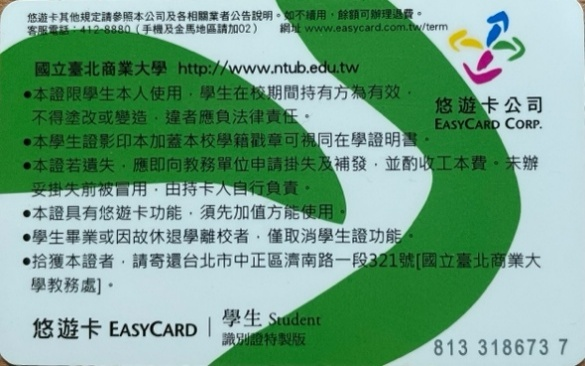 悠遊卡其他規定請參照本公司及各相關業者公告說明。如不續用，餘額可辦理退費。
客服電話：412-8880（手機及金馬地區請加02） 網址 www.easycard.com.tw/term
國立臺北商業大學 http://www.ntub.edu.tw
●本證限學生本人使用，學生在校期間持有方為有效，
不得塗改或變造，違者應負法律責任。
悠遊卡公司
EASYCARD CORP.
●本學生證影印本加蓋本校學籍戳章可視同在學證明書。
●本證若遺失，應即向教務單位申請掛失及補發，並酌收工本費。未辦
妥掛失前被冒用，由持卡人自行負責。
●本證具有悠遊卡功能，須先加值方能使用。
●學生畢業或因故休退學離校者，僅取消學生證功能。
●拾獲本證者，請寄還台北市中正區濟南路一段321號[國立臺北商業大
學教務處]。
悠遊卡 EASYCARD | 學生 Student
識別證特製版
813 318673 7